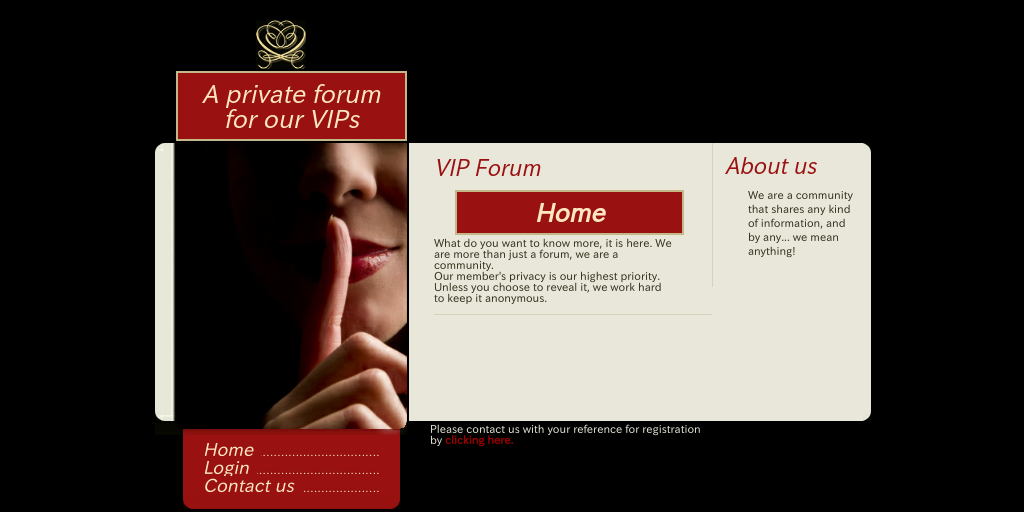 A private forum
for our VIPs
VIP Forum
Home
What do you want to know more, it is here. We
are more than just a forum, we are a
community.
Our member's privacy is our highest priority.
Unless you choose to reveal it, we work hard
to keep it anonymous.
About us
We are a community
that shares any kind
of information, and
by any... we mean
anything!
Please contact us with your reference for registration
by clicking here.
Home
Login
Contact us